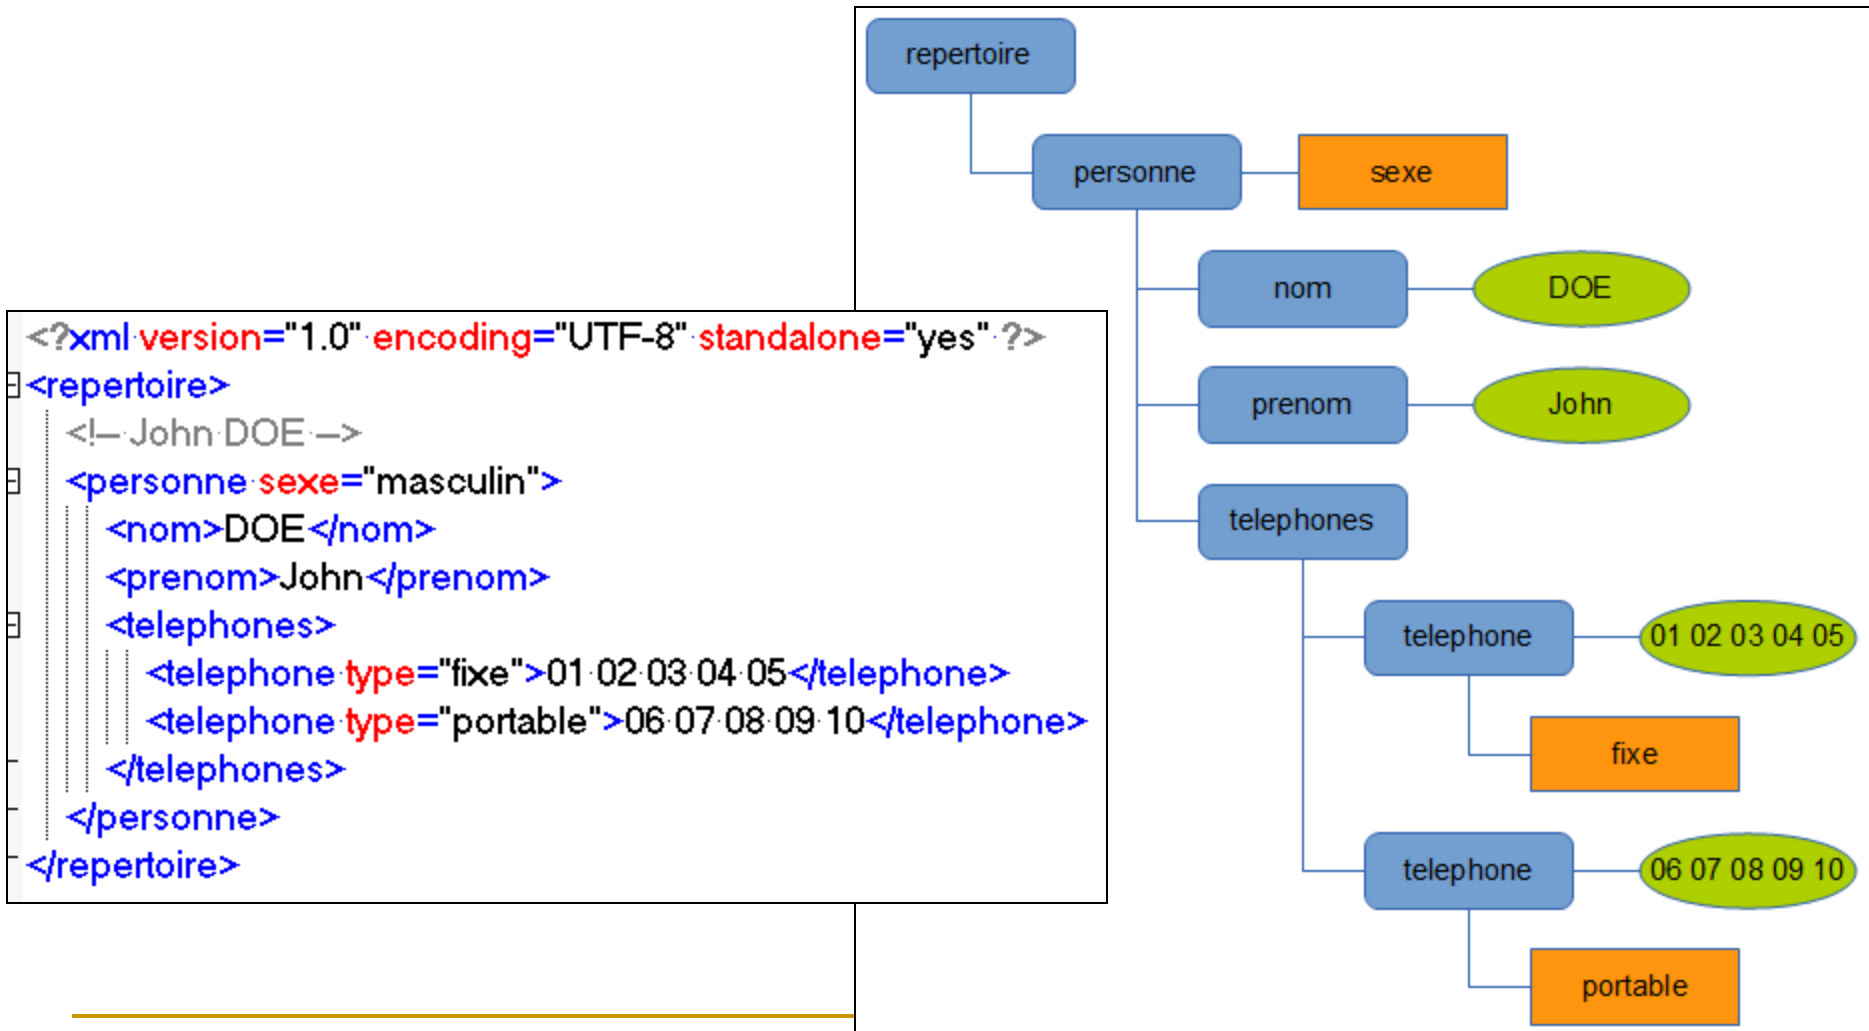 <?xml version="1.0" encoding="UTF-8" standalone="yes" ?>
<repertoire>
<!-- John DOE -->
<personne sexe="masculin">
<nom>DOE</nom>
<prenom>John</prenom>
<telephones>
<telephone type="fixe">01 02 03 04 05</telephone>
<telephone type="portable">06 07 08 09 10</telephone>
</telephones>
</personne>
</repertoire>
repertoire
personne sexe
nom DOE
prenom John
telephones
telephone 01 02 03 04 05
fixe
telephone 06 07 08 09 10
portable